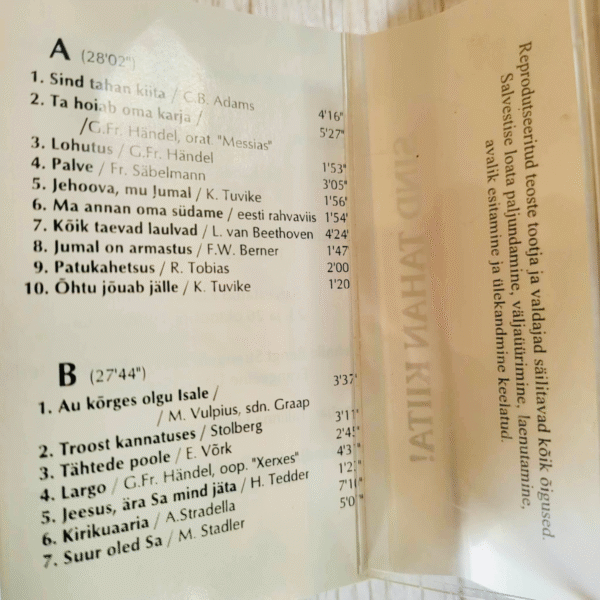 A (28'02")
1. Sind tahan kiita / C.B. Adams 4'16"
2. Ta hoiab oma karja /
/G.Fr. Händel, orat. "Messias" 5'27"
3. Lohutus / G.Fr. Händel 1'53"
4. Palve / Fr. Säbelmann 3'05"
5. Jehoova, mu Jumal / K. Tuvike 1'56"
6. Ma annan oma südame / eesti rahvaviis 1'54'
7. Kõik taevad laulvad / L. van Beethoven 4'24'
8. Jumal on armastus / F.W. Berner 1'47
9. Patukahetsus / R. Tobias 2'00
10. Õhtu jõuab jälle / K. Tuvike 1'20
B (27'44")
1. Au kõrges olgu Isale / 3'37'
/ M. Vulpius, sdn. Graap
2. Troost kannatuses / Stolberg 3'11"
3. Tähtede poole / E. Võrk
4. Largo / G.Fr. Händel, oop. "Xerxes"
5. Jeesus, ära Sa mind jäta / H. Tedder
6. Kirikuaaria / A.Stradella
7. Suur oled Sa / M. Stadler
SIND TAHAN KIITA!
Reprodutseeritud teoste tootja ja valdajad säilitavad kõik õigused.
Salvestise loata paljundamine, väljaüürimine, laenutamine,
avalik esitamine ja ülekandmine keelatud.